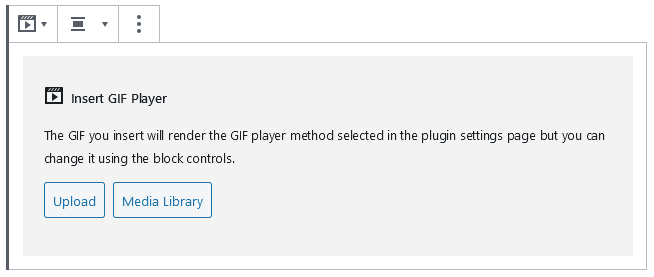 Insert GIF Player
The GIF you insert will render the GIF player method selected in the plugin settings page but you can
change it using the block controls.
Upload Media Library